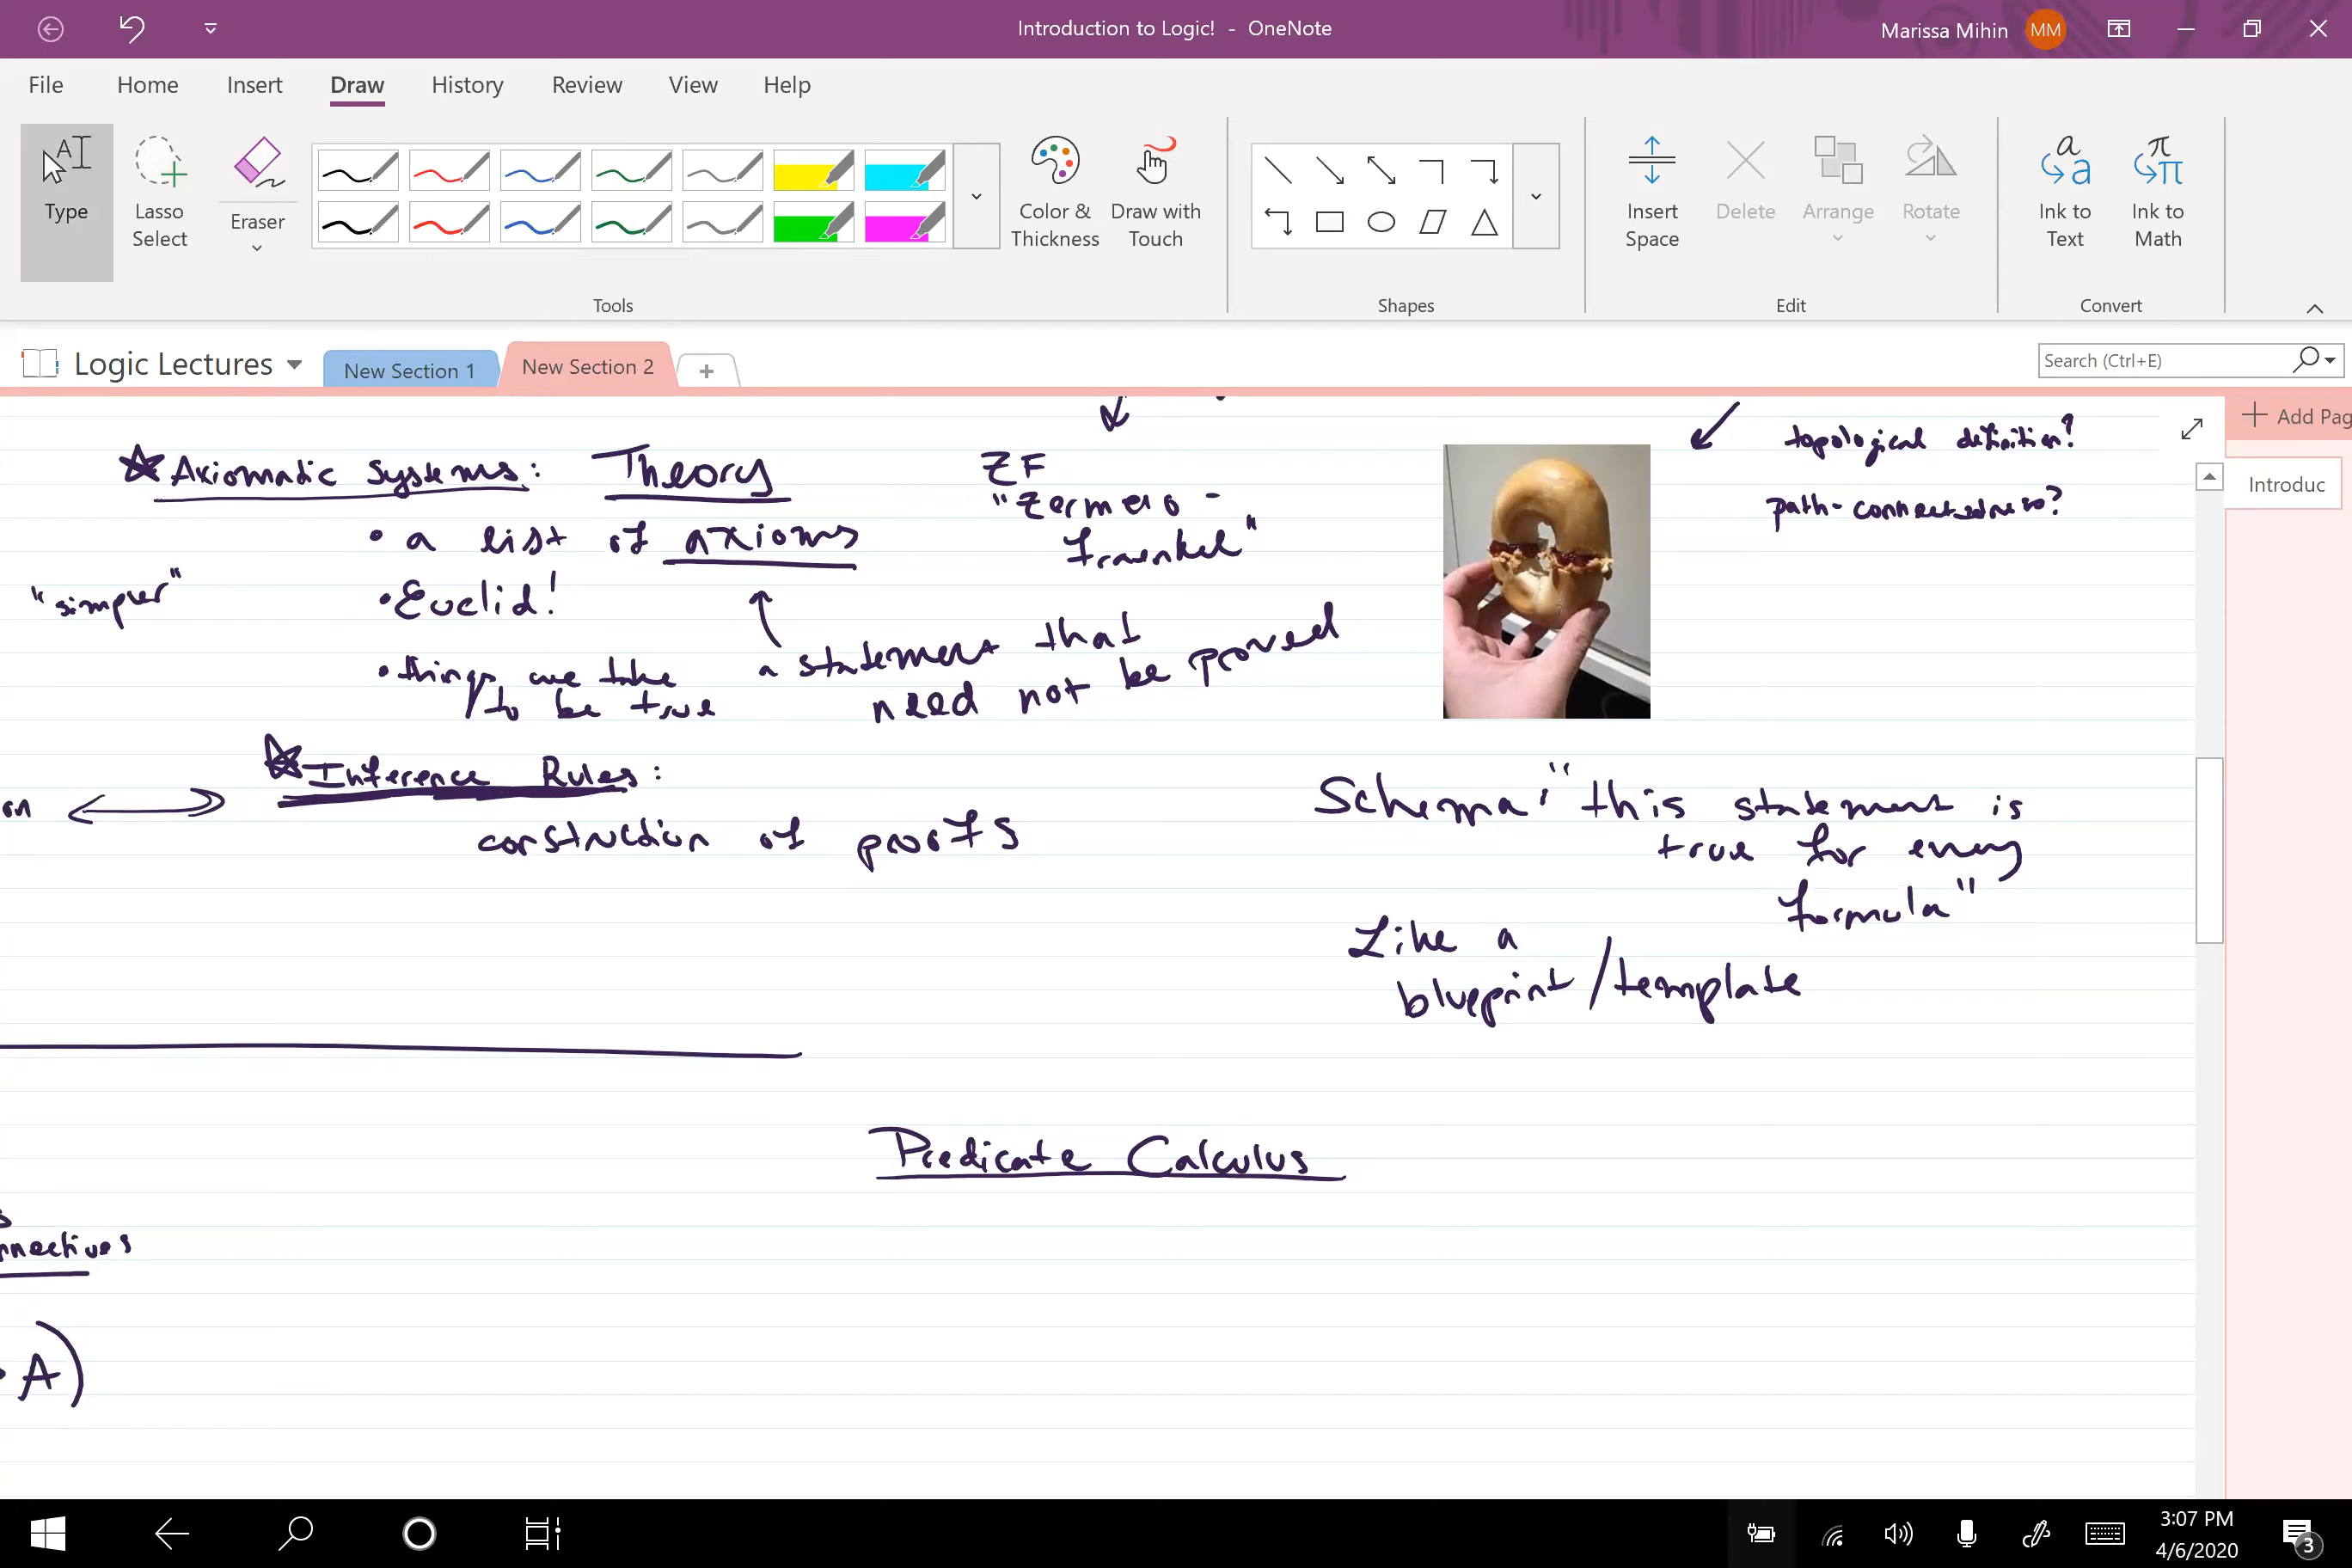 Introduction to Logic! - OneNote
Marissa Mihin MM
File Home Insert Draw History Review View Help
Type
Lasso
Select
Eraser
Color &
Thickness
Draw with
Touch
Insert
Space
Delete
Arrange
Rotate
Ink to
Text
Ink to
Math
Tools
Shapes
Edit
Convert
Logic Lectures
New Section 1
New Section 2
Search (Ctrl+E)
Add Pag
Introduc
Axiomatic Systems: Theory
• a list of axioms
• Euclid!
• things we take
to be true
"simpler"
a statement that
need not be proved
ZF
"Zermelo -
Fraenkel"
topological definition?
path-connectedness?
Inference Rules:
construction of proofs
on
Schema: "this statement is
true for every
formula"
Like a
blueprint/template
Predicate Calculus
s
nnectives
A)
3:07 PM
4/6/2020
3